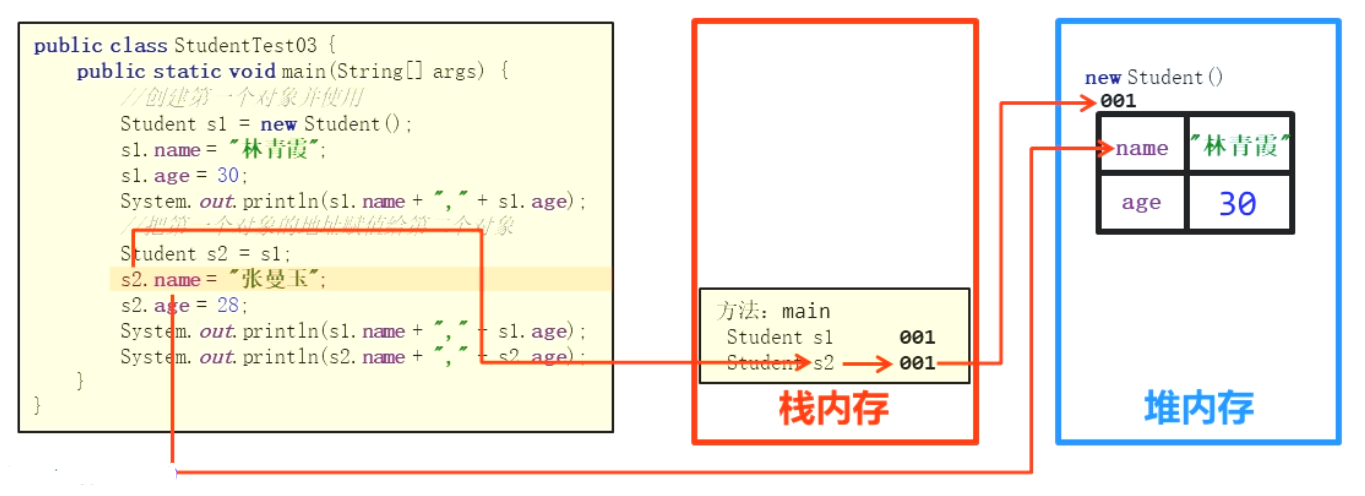 public class StudentTest03 {
public static void main(String[] args) {
//创建第一个对象并使用
Student s1 = new Student();
s1.name = "林青霞";
s1.age = 30;
System.out.println(s1.name + "," + s1.age);
//把第一个对象的地址赋值给第二个对象
Student s2 = s1;
s2.name = "张曼玉";
s2.age = 28;
System.out.println(s1.name + "," + s1.age);
System.out.println(s2.name + "," + s2.age);
}
}
方法：main
Student s1 001
Student s2 001
栈内存
new Student()
001
name "林青霞"
age 30
堆内存